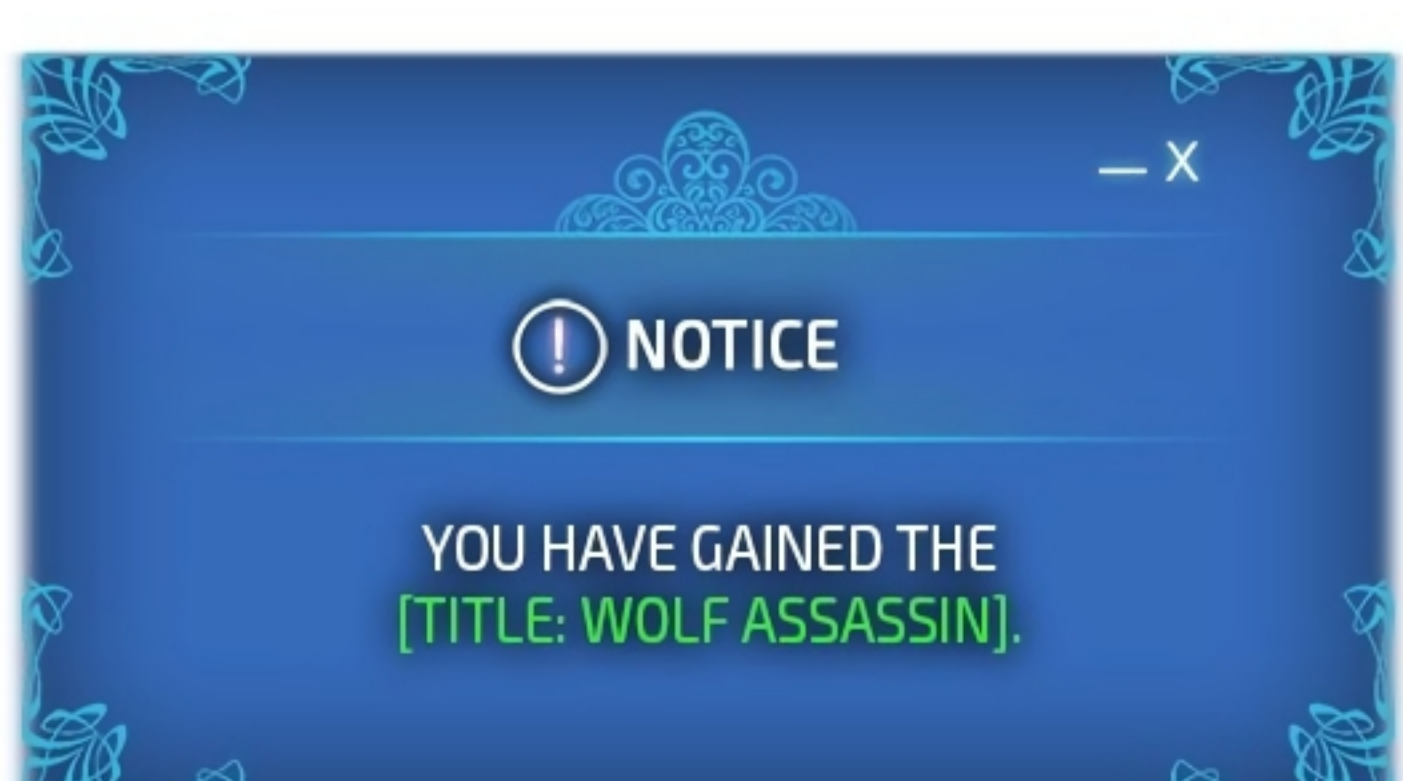 — X
! NOTICE
YOU HAVE GAINED THE
[TITLE: WOLF ASSASSIN].